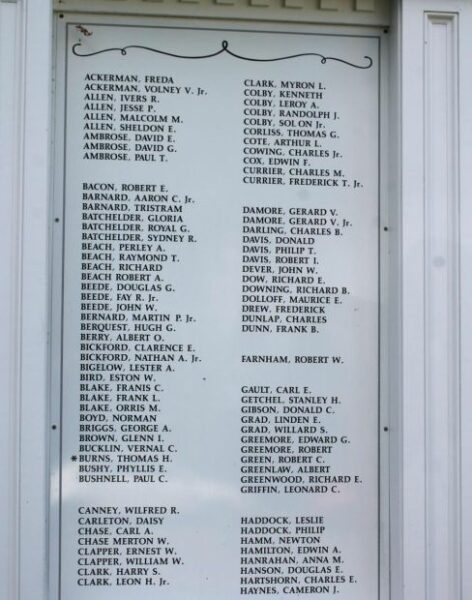 ACKERMAN, FREDA
ACKERMAN, VOLNEY V. Jr.
ALLEN, IVERS R.
ALLEN, JESSE P.
ALLEN, MALCOLM M.
ALLEN, SHELDON E.
AMBROSE, DAVID E.
AMBROSE, DAVID G.
AMBROSE, PAUL T.
BACON, ROBERT E.
BARNARD, AARON C. Jr.
BARNARD, TRISTRAM
BATCHELDER, GLORIA
BATCHELDER, ROYAL G.
BATCHELDER, SYDNEY R.
BEACH, PERLEY A.
BEACH, RAYMOND T.
BEACH, RICHARD
BEACH ROBERT A.
BEEDE, DOUGLAS G.
BEEDE, FAY R. Jr.
BEEDE, JOHN W.
BERNARD, MARTIN P. Jr.
BERQUEST, HUGH G.
BERRY, ALBERT O.
BICKFORD, CLARENCE E.
BICKFORD, NATHAN A. Jr.
BIGELOW, LESTER A.
BIRD, ESTON W.
BLAKE, FRANIS C.
BLAKE, FRANK L.
BLAKE, ORRIS M.
BOYD, NORMAN
BRIGGS, GEORGE A.
BROWN, GLENN I.
BUCKLIN, VERNAL C.
*BURNS, THOMAS H.
BUSHY, PHYLLIS E.
BUSHNELL, PAUL C.
CANNEY, WILFRED R.
CARLETON, DAISY
CHASE, CARL A.
CHASE MERTON W.
CLAPPER, ERNEST W.
CLAPPER, WILLIAM W.
CLARK, HARRY S.
CLARK, LEON H. Jr.
CLARK, MYRON L.
COLBY, KENNETH
COLBY, LEROY A.
COLBY, RANDOLPH J.
COLBY, SOLON Jr.
CORLISS, THOMAS G.
COTE, ARTHUR L.
COWING, CHARLES Jr.
COX, EDWIN F.
CURRIER, CHARLES M.
CURRIER, FREDERICK T. Jr.
DAMORE, GERARD V.
DAMORE, GERARD V. Jr.
DARLING, CHARLES B.
DAVIS, DONALD
DAVIS, PHILIP T.
DAVIS, ROBERT I.
DEVER, JOHN W.
DOW, RICHARD E.
DOWNING, RICHARD B.
DOLLOFF, MAURICE E.
DREW, FREDERICK
DUNLAP, CHARLES
DUNN, FRANK B.
FARNHAM, ROBERT W.
GAULT, CARL E.
GETCHEL, STANLEY H.
GIBSON, DONALD C.
GRAD, LINDEN E.
GRAD, WILLARD S.
GREEMORE, EDWARD G.
GREEMORE, ROBERT
GREEN, ROBERT C.
GREENLAW, ALBERT
GREENWOOD, RICHARD E.
GRIFFIN, LEONARD C.
HADDOCK, LESLIE
HADDOCK, PHILIP
HAMM, NEWTON
HAMILTON, EDWIN A.
HANRAHAN, ANNA M.
HANSON, DOUGLAS E.
HARTSHORN, CHARLES E.
HAYNES, CAMERON J.